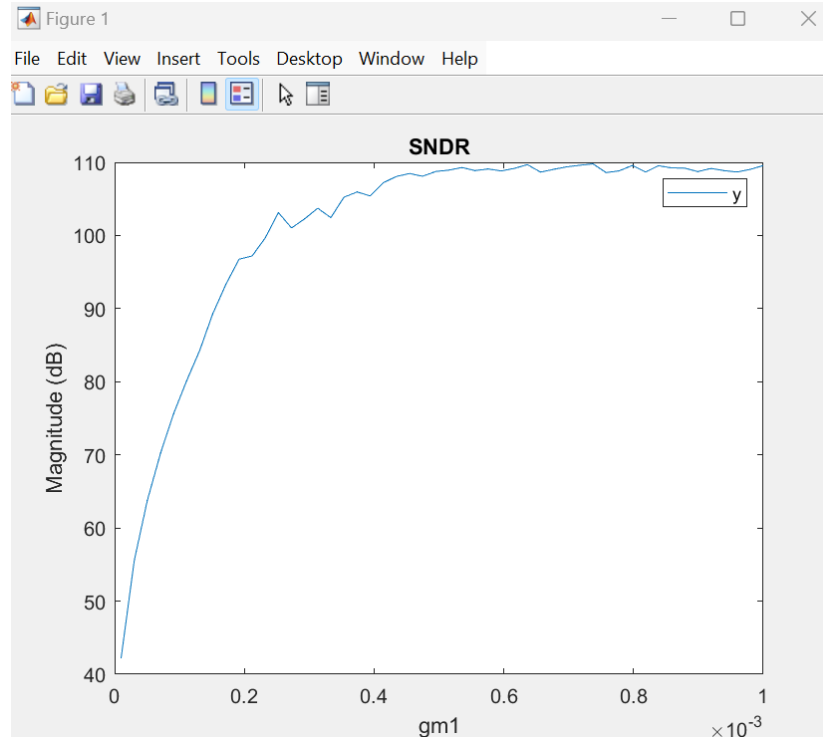 Figure 1
File Edit View Insert Tools Desktop Window Help
SNDR
y
110
100
90
80
70
60
50
40
Magnitude (dB)
0 0.2 0.4 0.6 0.8 1
gm1
×10⁻³